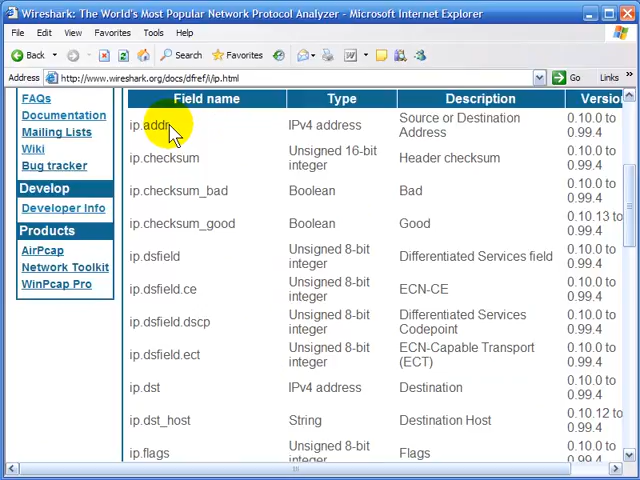 Wireshark: The World's Most Popular Network Protocol Analyzer - Microsoft Internet Explorer
File Edit View Favorites Tools Help
Back Search Favorites
Address http://www.wireshark.org/docs/dfref/i/ip.html Go Links »
FAQs
Documentation
Mailing Lists
Wiki
Bug tracker
Develop
Developer Info
Products
AirPcap
Network Toolkit
WinPcap Pro
Field name Type Description Versio
ip.addr IPv4 address Source or Destination Address 0.10.0 to 0.99.4
ip.checksum Unsigned 16-bit integer Header checksum 0.10.0 to 0.99.4
ip.checksum_bad Boolean Bad 0.10.0 to 0.99.4
ip.checksum_good Boolean Good 0.10.13 to 0.99.4
ip.dsfield Unsigned 8-bit integer Differentiated Services field 0.10.0 to 0.99.4
ip.dsfield.ce Unsigned 8-bit integer ECN-CE 0.10.0 to 0.99.4
ip.dsfield.dscp Unsigned 8-bit integer Differentiated Services Codepoint 0.10.0 to 0.99.4
ip.dsfield.ect Unsigned 8-bit integer ECN-Capable Transport (ECT) 0.10.0 to 0.99.4
ip.dst IPv4 address Destination 0.10.0 to 0.99.4
ip.dst_host String Destination Host 0.10.12 to 0.99.4
ip.flags Unsigned 8-bit integer Flags 0.10.0 to 0.99.4